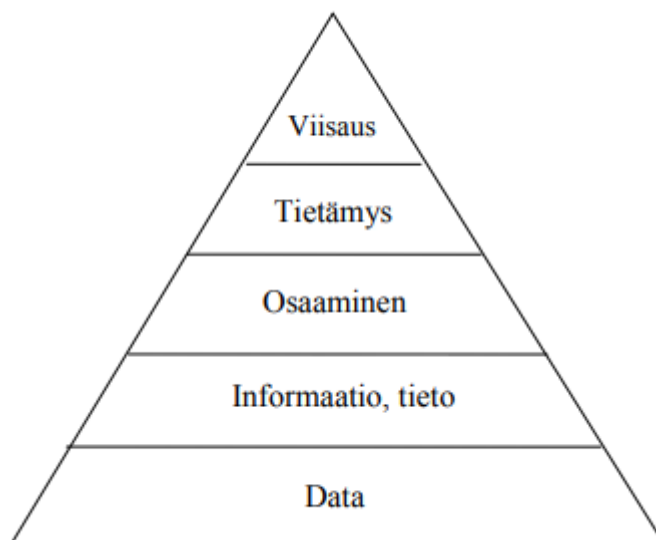 Viisaus
Tietämys
Osaaminen
Informaatio, tieto
Data